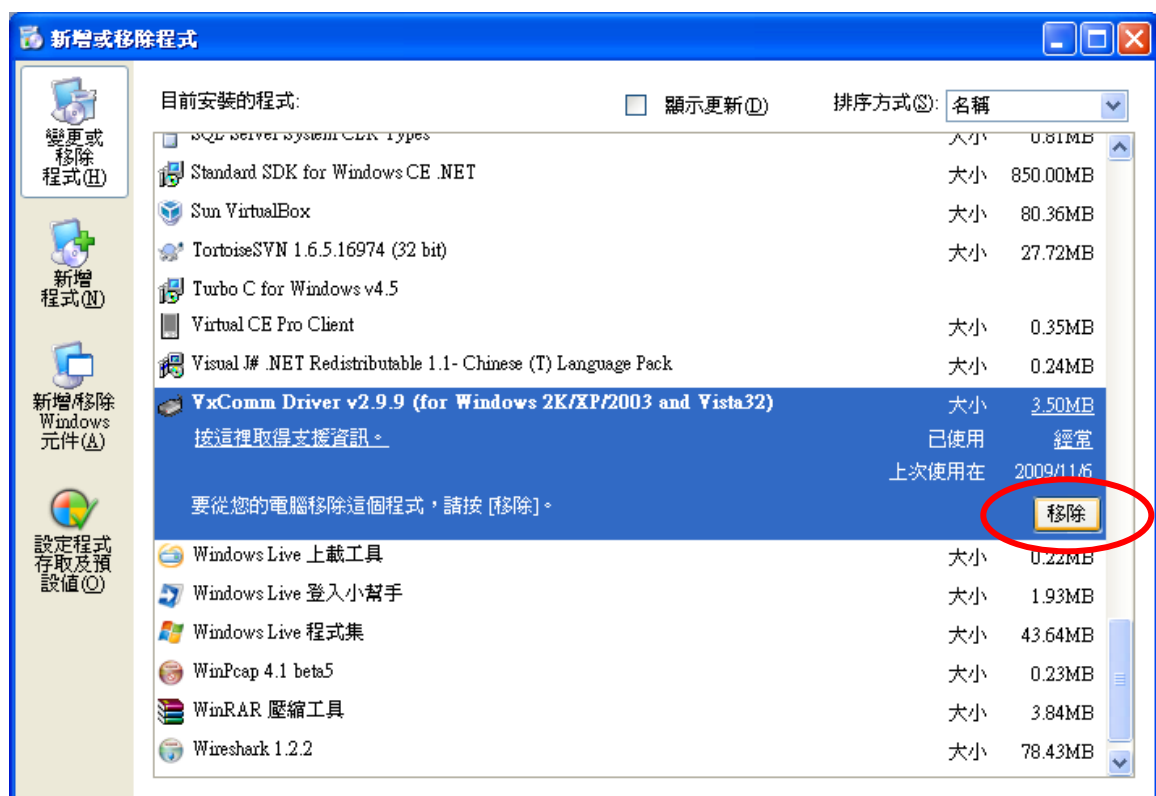 新增或移除程式
變更或
移除
程式(H)
新增
程式(N)
新增/移除
Windows
元件(A)
設定程式
存取及預
設值(O)
目前安裝的程式: 顯示更新(D) 排序方式(S): 名稱
SQL Server System CLR Types 大小 0.81MB
Standard SDK for Windows CE .NET 大小 850.00MB
Sun VirtualBox 大小 80.36MB
TortoiseSVN 1.6.5.16974 (32 bit) 大小 27.72MB
Turbo C for Windows v4.5
Virtual CE Pro Client 大小 0.35MB
Visual J# .NET Redistributable 1.1- Chinese (T) Language Pack 大小 0.24MB
VxComm Driver v2.9.9 (for Windows 2K/XP/2003 and Vista32) 大小 3.50MB
按這裡取得支援資訊。 已使用 經常
上次使用在 2009/11/6
要從您的電腦移除這個程式，請按 [移除]。 移除
Windows Live 上載工具 大小 0.22MB
Windows Live 登入小幫手 大小 1.93MB
Windows Live 程式集 大小 43.64MB
WinPcap 4.1 beta5 大小 0.23MB
WinRAR 壓縮工具 大小 3.84MB
Wireshark 1.2.2 大小 78.43MB